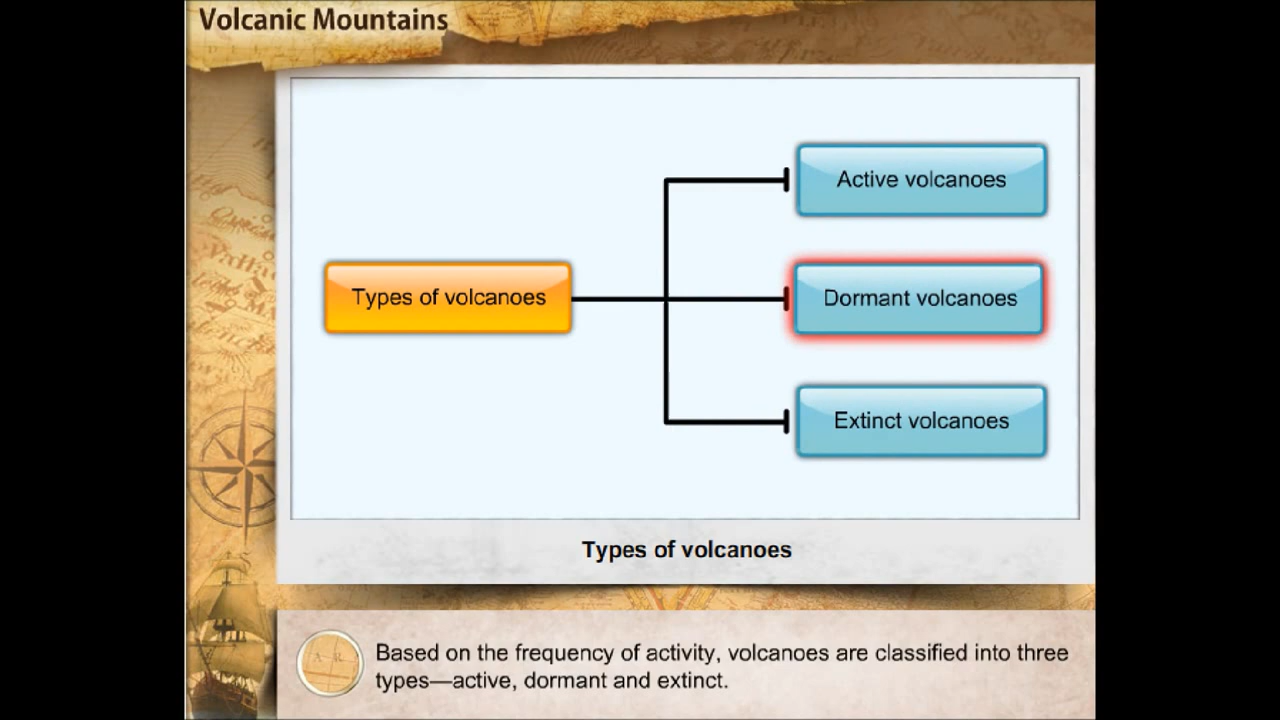 Volcanic Mountains
Active volcanoes
Types of volcanoes
Dormant volcanoes
Extinct volcanoes
Types of volcanoes
Based on the frequency of activity, volcanoes are classified into three
types—active, dormant and extinct.